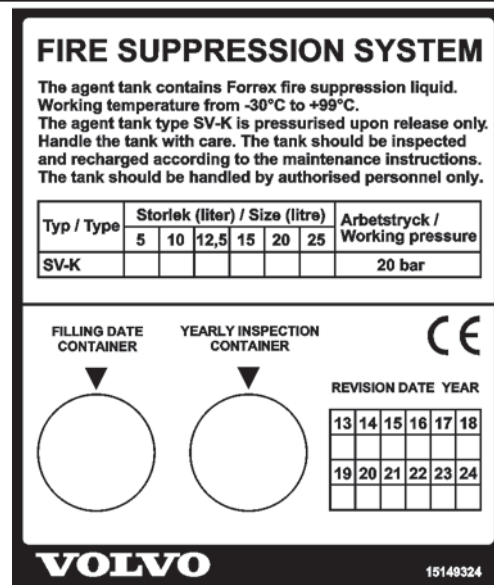 FIRE SUPPRESSION SYSTEM
The agent tank contains Forrex fire suppression liquid.
Working temperature from -30°C to +99°C.
The agent tank type SV-K is pressurised upon release only.
Handle the tank with care. The tank should be inspected
and recharged according to the maintenance instructions.
The tank should be handled by authorised personnel only.
Typ / Type Storlek (liter) / Size (litre) Arbetstryck /
Working pressure
5 10 12,5 15 20 25
SV-K 20 bar
FILLING DATE
CONTAINER
YEARLY INSPECTION
CONTAINER
CE
REVISION DATE YEAR
13 14 15 16 17 18
19 20 21 22 23 24
VOLVO
15149324